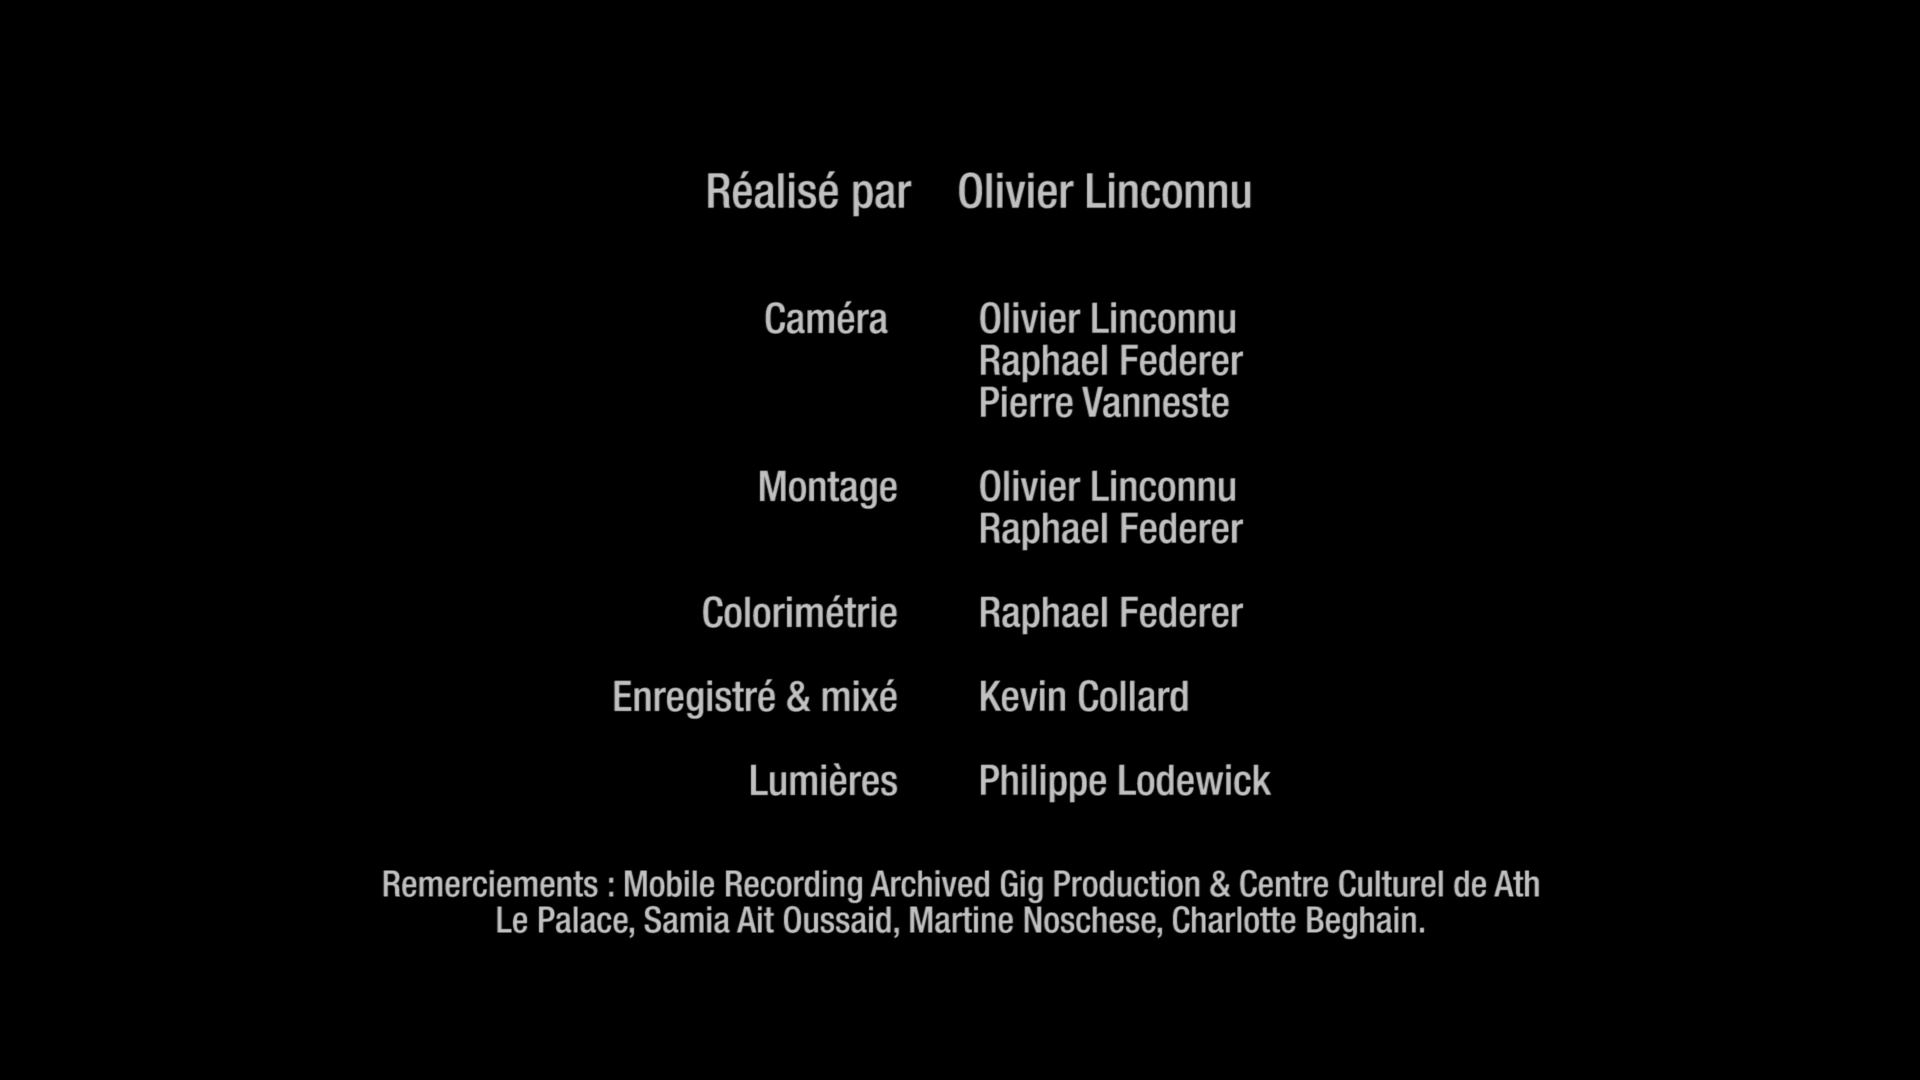 Réalisé par Olivier Linconnu
Caméra Olivier Linconnu
Raphael Federer
Pierre Vanneste
Montage Olivier Linconnu
Raphael Federer
Colorimétrie Raphael Federer
Enregistré & mixé Kevin Collard
Lumières Philippe Lodewick
Remerciements : Mobile Recording Archived Gig Production & Centre Culturel de Ath
Le Palace, Samia Ait Oussaid, Martine Noschese, Charlotte Beghain.